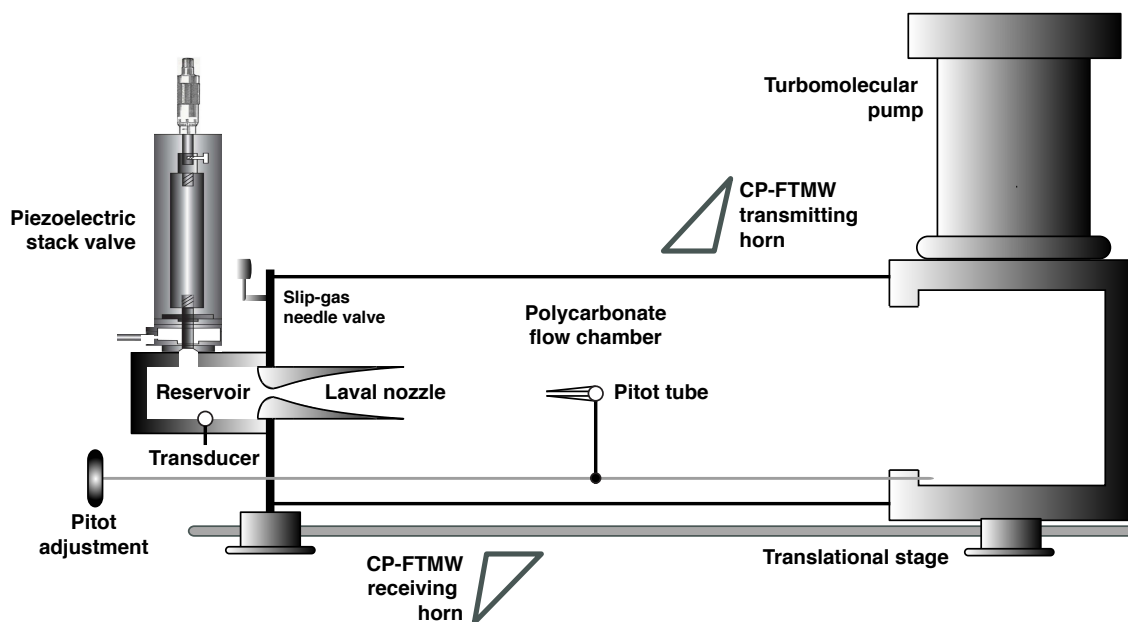 Turbomolecular
pump
Piezoelectric
stack valve
CP-FTMW
transmitting
horn
Slip-gas
needle valve
Polycarbonate
flow chamber
Reservoir
Laval nozzle
Pitot tube
Transducer
Pitot
adjustment
CP-FTMW
receiving
horn
Translational stage